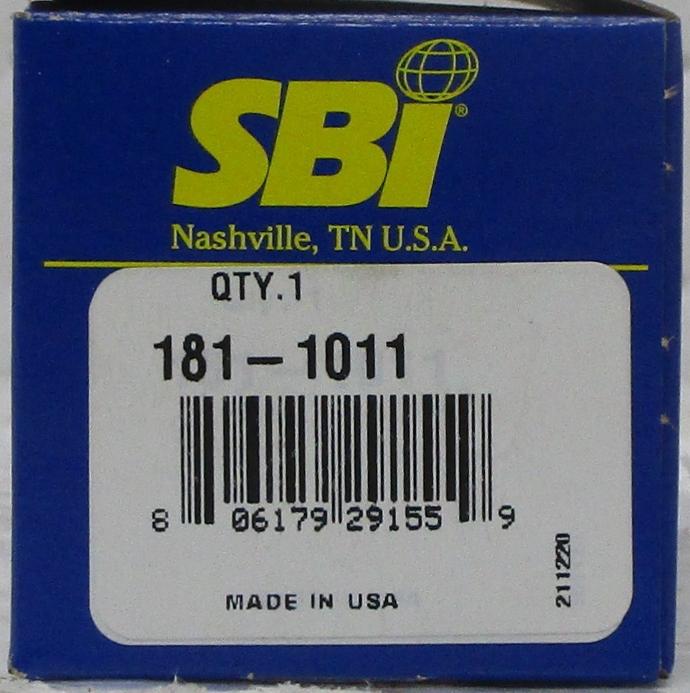 SBI®
Nashville, TN U.S.A.
QTY.1
181-1011
8 06179 29155 9
211220
MADE IN USA